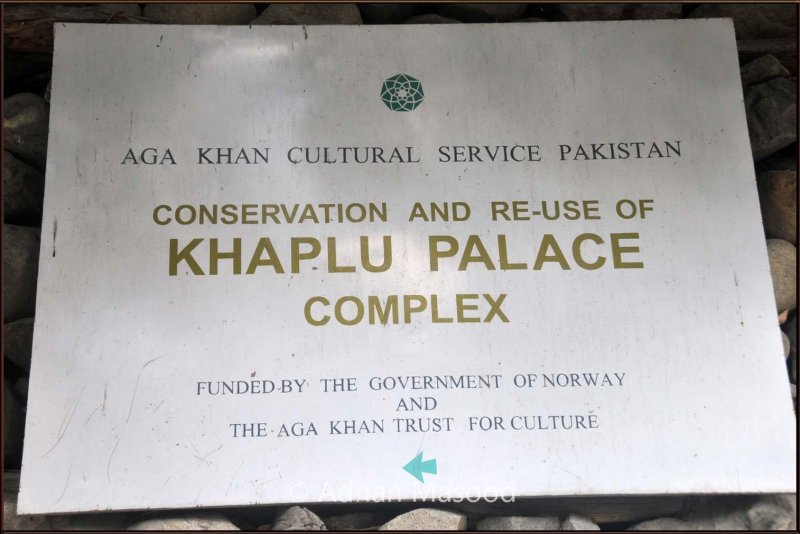 AGA KHAN CULTURAL SERVICE PAKISTAN
CONSERVATION AND RE-USE OF
KHAPLU PALACE
COMPLEX
FUNDED BY THE GOVERNMENT OF NORWAY
AND
THE AGA KHAN TRUST FOR CULTURE
© Adnan Masood